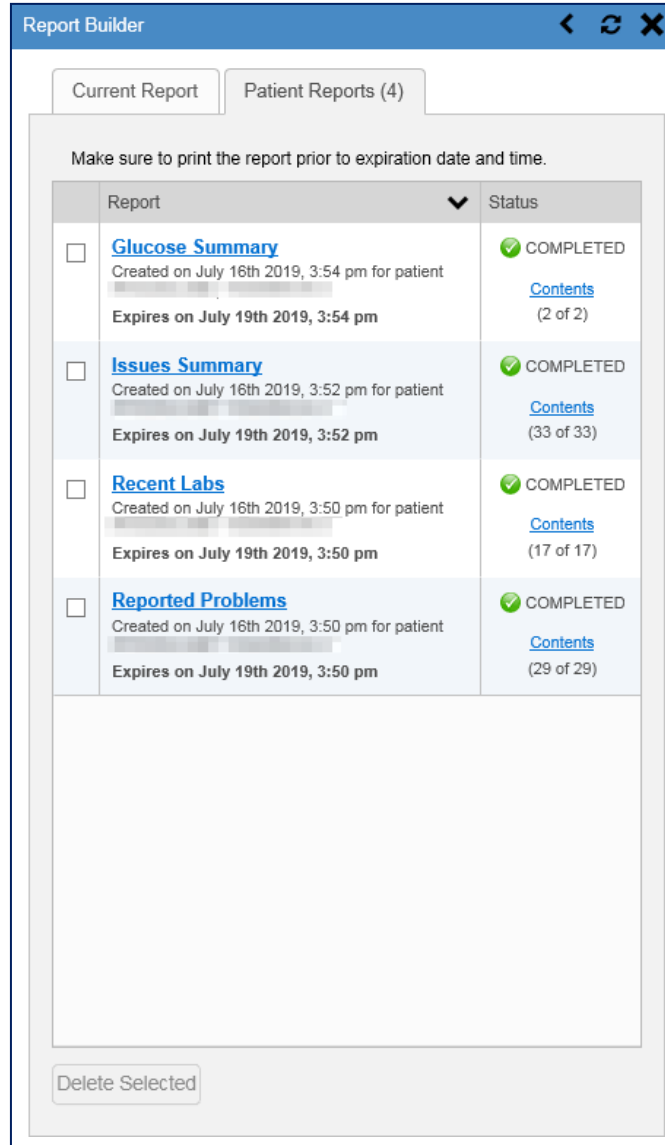 Report Builder
Current Report
Patient Reports (4)
Make sure to print the report prior to expiration date and time.
Report
Status
Glucose Summary
Created on July 16th 2019, 3:54 pm for patient
Expires on July 19th 2019, 3:54 pm
COMPLETED
Contents
(2 of 2)
Issues Summary
Created on July 16th 2019, 3:52 pm for patient
Expires on July 19th 2019, 3:52 pm
COMPLETED
Contents
(33 of 33)
Recent Labs
Created on July 16th 2019, 3:50 pm for patient
Expires on July 19th 2019, 3:50 pm
COMPLETED
Contents
(17 of 17)
Reported Problems
Created on July 16th 2019, 3:50 pm for patient
Expires on July 19th 2019, 3:50 pm
COMPLETED
Contents
(29 of 29)
Delete Selected